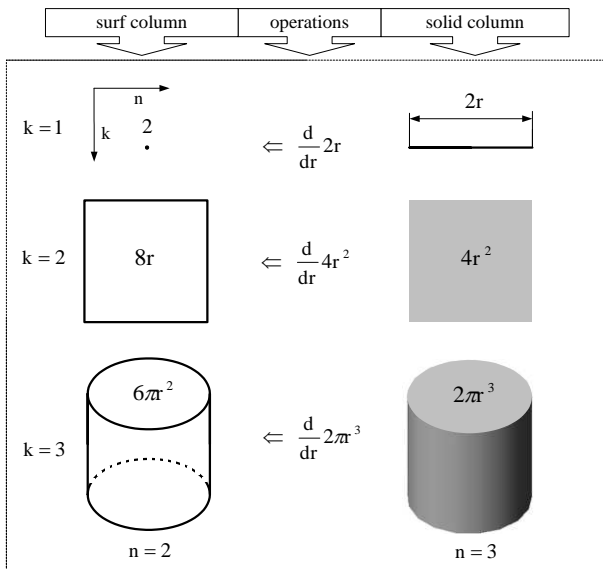 surf column operations solid column
n
k
k = 1 2 ⇐ d/dr 2r 2r
k = 2 8r ⇐ d/dr 4r² 4r²
k = 3 6πr² ⇐ d/dr 2πr³ 2πr³
n = 2 n = 3